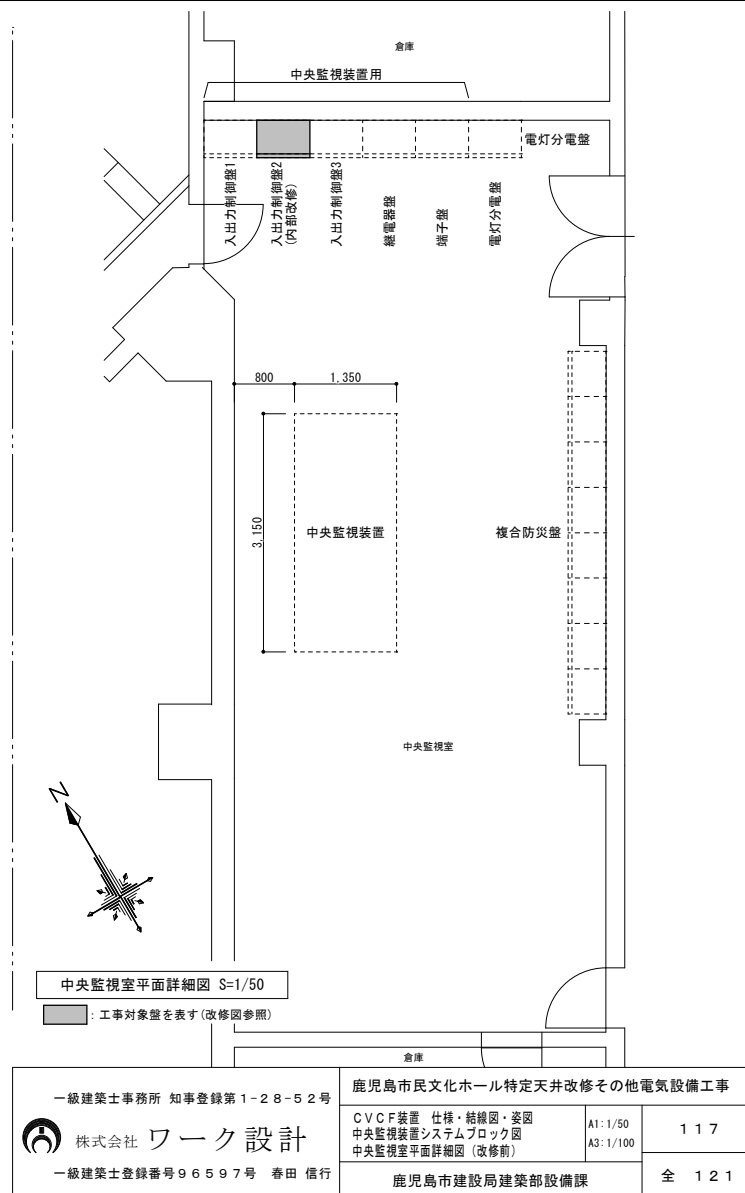 倉庫
中央監視装置用
電灯分電盤
入出力制御盤1
入出力制御盤2
(内部改修)
入出力制御盤3
継電器盤
端子盤
電灯分電盤
800
1,350
3,150
中央監視装置
複合防災盤
中央監視室
N
中央監視室平面詳細図 S=1/50
:工事対象盤を表す(改修図参照)
倉庫
一級建築士事務所 知事登録第1-28-52号
株式会社 ワーク設計
一級建築士登録番号96597号 春田 信行
鹿児島市民文化ホール特定天井改修その他電気設備工事
CVCF装置 仕様・結線図・姿図
中央監視装置システムブロック図
中央監視室平面詳細図(改修前)
A1:1/50
A3:1/100
117
鹿児島市建設局建築部設備課
全 121